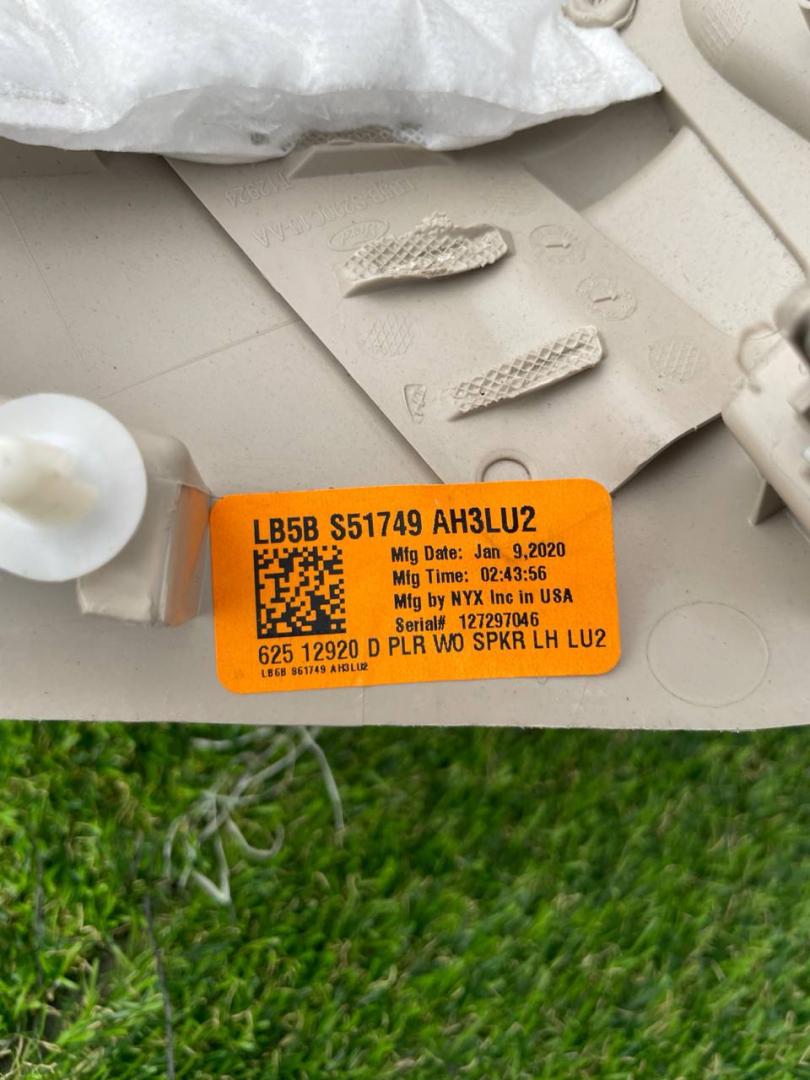 LB5B S51749 AH3LU2
Mfg Date: Jan 9,2020
Mfg Time: 02:43:56
Mfg by NYX Inc in USA
Serial# 127297046
625 12920 D PLR WO SPKR LH LU2
LB5B S51749 AH3LU2